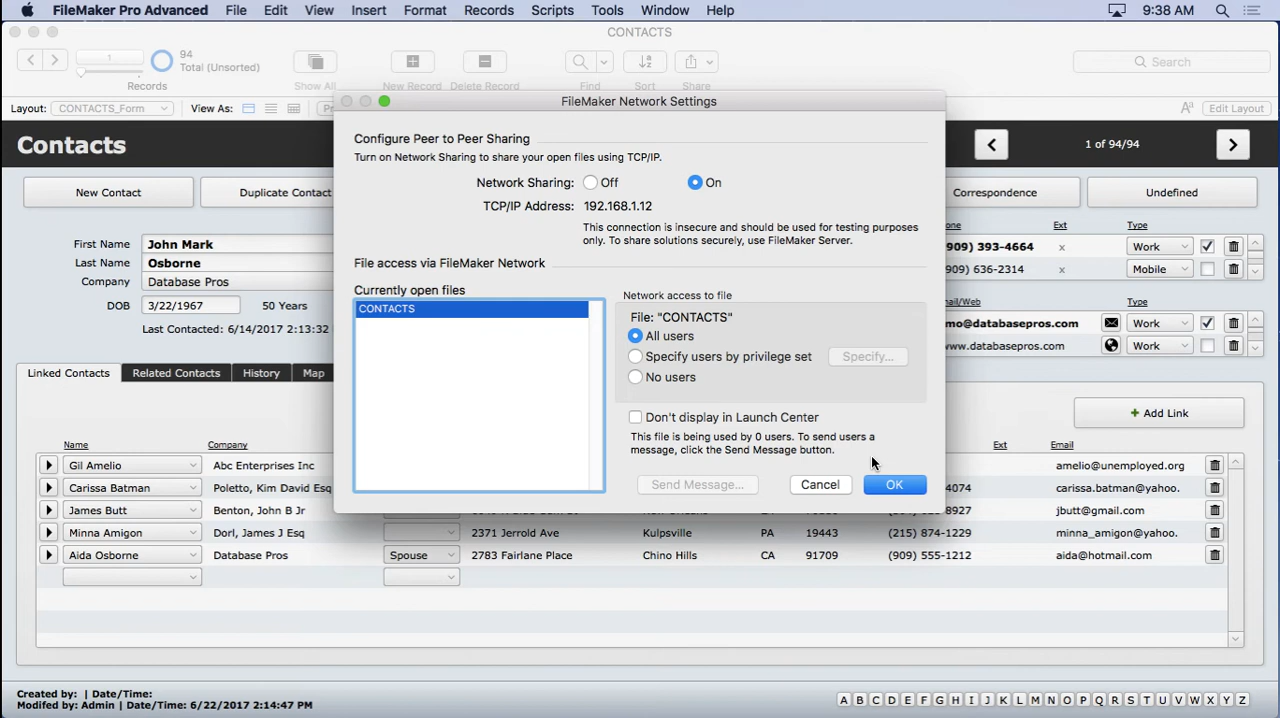 FileMaker Pro Advanced File Edit View Insert Format Records Scripts Tools Window Help 9:38 AM
CONTACTS
1
94
Total (Unsorted)
Records Show All New Record Delete Record Find Sort Share
Search
Layout: CONTACTS_Form View As: Edit Layout
Contacts
1 of 94/94
New Contact Duplicate Contact Correspondence Undefined
First Name John Mark
Last Name Osborne
Company Database Pros
DOB 3/22/1967 50 Years
Last Contacted: 6/14/2017 2:13:32
Ext Type
909) 393-4664 x Work
909) 636-2314 Mobile
mail/Web Type
mo@databasepros.com Work
www.databasepros.com Work
FileMaker Network Settings
Configure Peer to Peer Sharing
Turn on Network Sharing to share your open files using TCP/IP.
Network Sharing: Off On
TCP/IP Address: 192.168.1.12
This connection is insecure and should be used for testing purposes
only. To share solutions securely, use FileMaker Server.
File access via FileMaker Network
Currently open files
CONTACTS
Network access to file
File: "CONTACTS"
All users
Specify users by privilege set Specify...
No users
Don't display in Launch Center
This file is being used by 0 users. To send users a
message, click the Send Message button.
Send Message... Cancel OK
Linked Contacts Related Contacts History Map
+ Add Link
Name Company Ext Email
Gil Amelio Abc Enterprises Inc amelio@unemployed.org
Carissa Batman Poletto, Kim David Esq 4074 carissa.batman@yahoo.
James Butt Benton, John B Jr 8927 jbutt@gmail.com
Minna Amigon Dorl, James J Esq 2371 Jerrold Ave Kulpsville PA 19443 (215) 874-1229 minna_amigon@yahoo.
Aida Osborne Database Pros Spouse 2783 Fairlane Place Chino Hills CA 91709 (909) 555-1212 aida@hotmail.com
Created by: | Date/Time:
Modifed by: Admin | Date/Time: 6/22/2017 2:14:47 PM
A B C D E F G H I J K L M N O P Q R S T U V W X Y Z